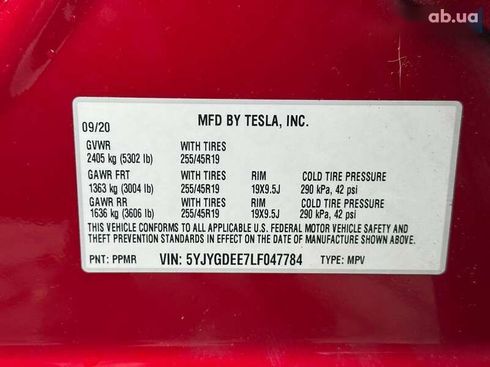 ab.ua
MFD BY TESLA, INC.
09/20
GVWR WITH TIRES
2405 kg (5302 lb) 255/45R19
GAWR FRT WITH TIRES RIM COLD TIRE PRESSURE
1363 kg (3004 lb) 255/45R19 19X9.5J 290 kPa, 42 psi
GAWR RR WITH TIRES RIM COLD TIRE PRESSURE
1636 kg (3606 lb) 255/45R19 19X9.5J 290 kPa, 42 psi
THIS VEHICLE CONFORMS TO ALL APPLICABLE U.S. FEDERAL MOTOR VEHICLE SAFETY AND
THEFT PREVENTION STANDARDS IN EFFECT ON THE DATE OF MANUFACTURE SHOWN ABOVE.
PNT: PPMR VIN: 5YJYGDEE7LF047784 TYPE: MPV